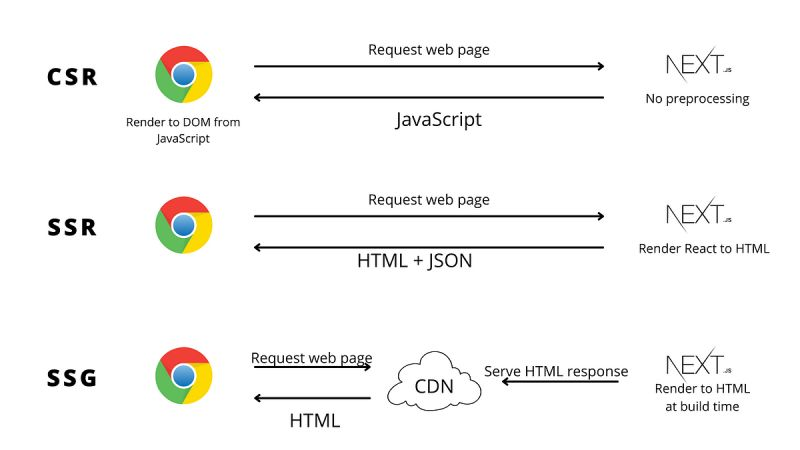 CSR
Request web page
NEXT.JS
No preprocessing
Render to DOM from
JavaScript
JavaScript
SSR
Request web page
NEXT.JS
Render React to HTML
HTML + JSON
SSG
Request web page
CDN
Serve HTML response
NEXT.JS
Render to HTML
at build time
HTML